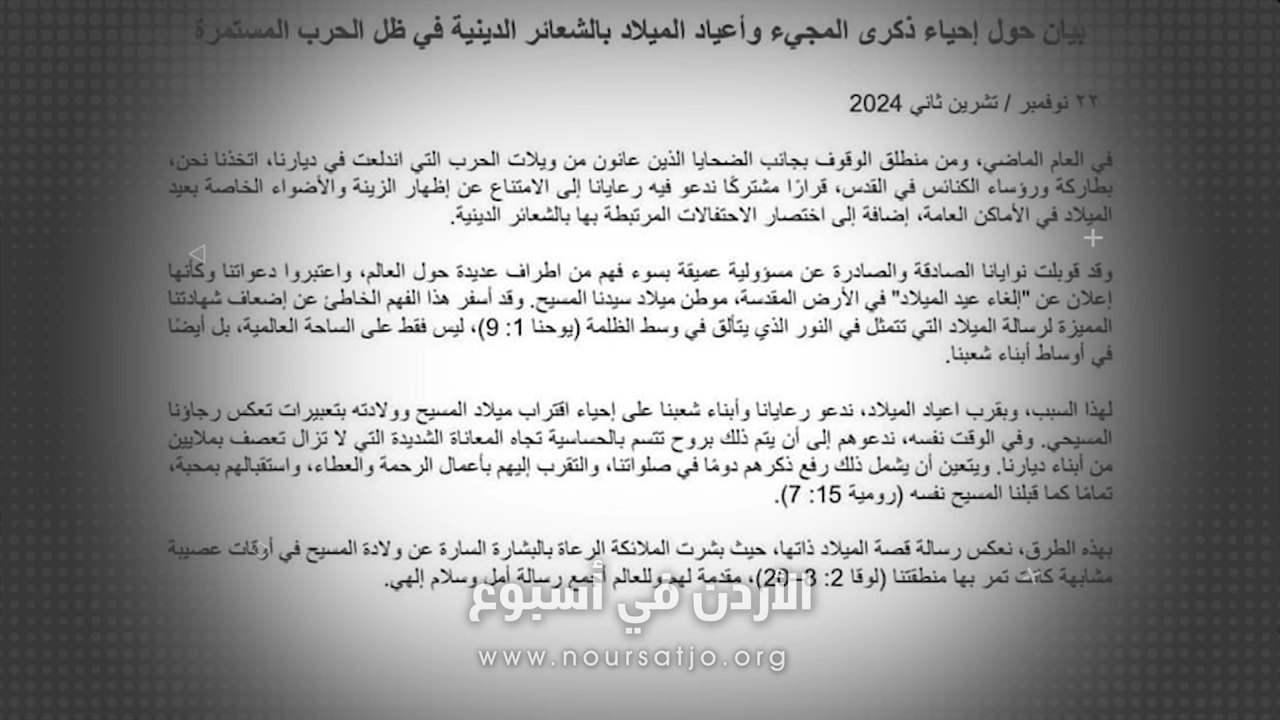 بيان حول إحياء ذكرى المجيء وأعياد الميلاد بالشعائر الدينية في ظل الحرب المستمرة
٢٢ نوفمبر / تشرين ثاني 2024
في العام الماضي، ومن منطلق الوقوف بجانب الضحايا الذين عانون من ويلات الحرب التي اندلعت في ديارنا، اتخذنا نحن،
بطاركة ورؤساء الكنائس في القدس، قرارًا مشتركًا ندعو فيه رعايانا إلى الامتناع عن إظهار الزينة والأضواء الخاصة بعيد
الميلاد في الأماكن العامة، إضافة إلى اختصار الاحتفالات المرتبطة بها بالشعائر الدينية.
وقد قوبلت نوايانا الصادقة والصادرة عن مسؤولية عميقة بسوء فهم من اطراف عديدة حول العالم، واعتبروا دعواتنا وكأنها
إعلان عن "إلغاء عيد الميلاد" في الأرض المقدسة، موطن ميلاد سيدنا المسيح. وقد أسفر هذا الفهم الخاطئ عن إضعاف شهادتنا
المميزة لرسالة الميلاد التي تتمثل في النور الذي يتألق في وسط الظلمة (يوحنا 1: 9)، ليس فقط على الساحة العالمية، بل أيضًا
في أوساط أبناء شعبنا.
لهذا السبب، وبقرب اعياد الميلاد، ندعو رعايانا وأبناء شعبنا على إحياء اقتراب ميلاد المسيح وولادته بتعبيرات تعكس رجاؤنا
المسيحي. وفي الوقت نفسه، ندعوهم إلى أن يتم ذلك بروح تتسم بالحساسية تجاه المعاناة الشديدة التي لا تزال تعصف بملايين
من أبناء ديارنا. ويتعين أن يشمل ذلك رفع ذكرهم دومًا في صلواتنا، والتقرب إليهم بأعمال الرحمة والعطاء، واستقبالهم بمحبة،
تمامًا كما قبلنا المسيح نفسه (رومية 15: 7).
بهذه الطرق، نعكس رسالة قصة الميلاد ذاتها، حيث بشرت الملائكة الرعاة بالبشارة السارة عن ولادة المسيح في أوقات عصيبة
مشابهة كانت تمر بها منطقتنا (لوقا 2: 8-20)، مقدمة لهم وللعالم أجمع رسالة أمل وسلام إلهي.
الأردن في أسبوع
www.noursatjo.org